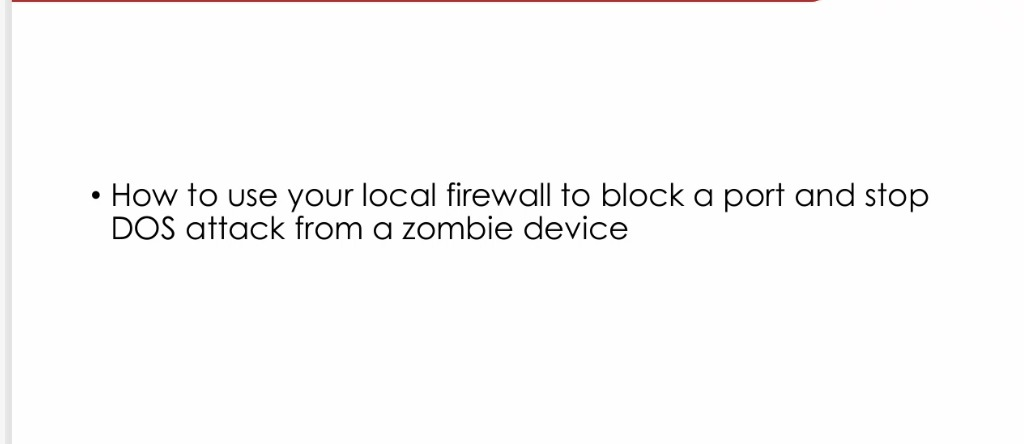 • How to use your local firewall to block a port and stop
DOS attack from a zombie device